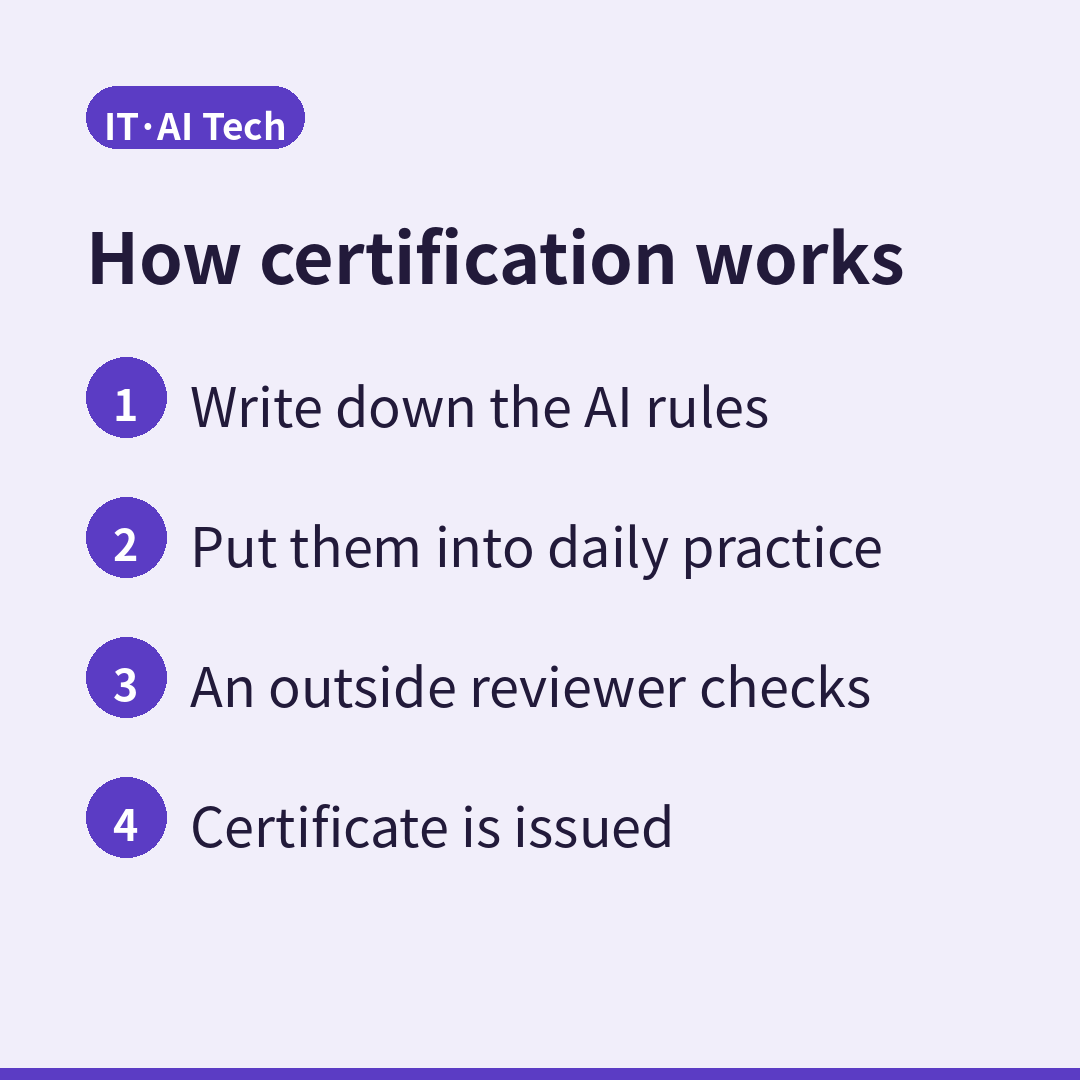 IT·AI Tech
How certification works
1 Write down the AI rules
2 Put them into daily practice
3 An outside reviewer checks
4 Certificate is issued